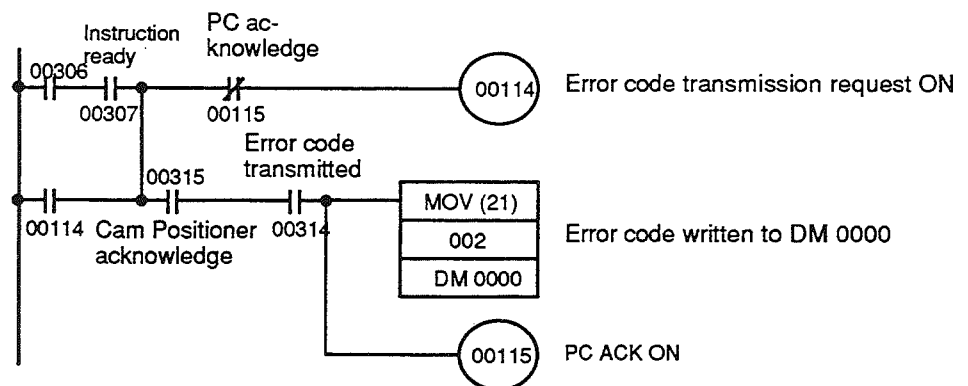 Instruction
ready
PC ac-
knowledge
00306
00307
00115
00114
Error code transmission request ON
Error code
transmitted
00315
00114
Cam Positioner
acknowledge
00314
MOV (21)
002
DM 0000
Error code written to DM 0000
00115
PC ACK ON